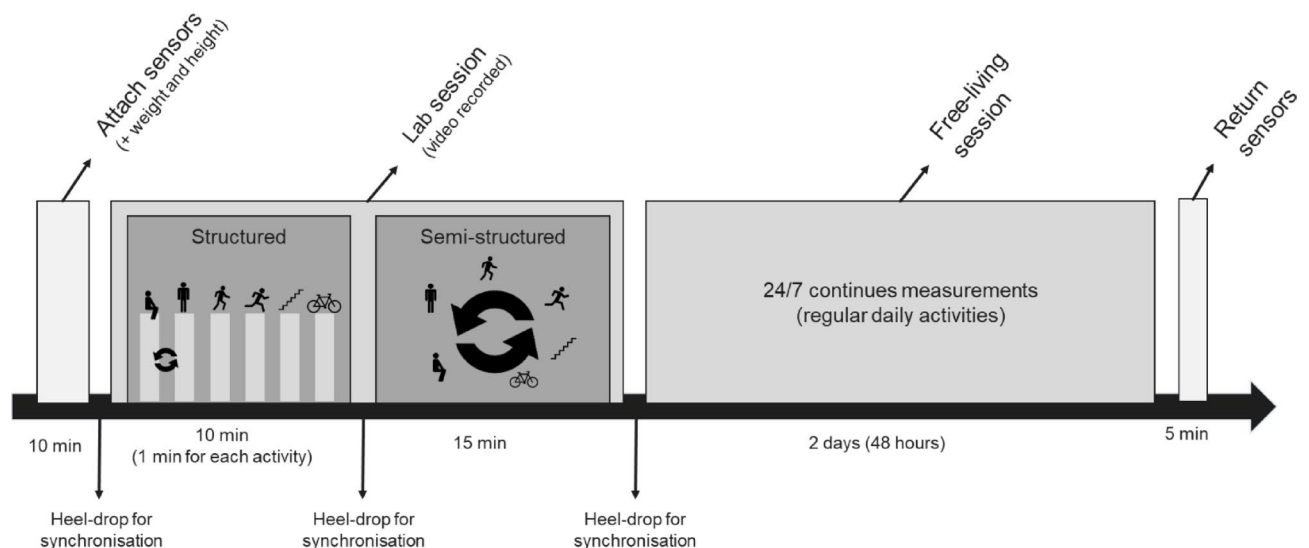 Attach sensors
(+ weight and height)
Lab session
(video recorded)
Free-living
session
Return
sensors
Structured
Semi-structured
24/7 continues measurements
(regular daily activities)
10 min
10 min
(1 min for each activity)
15 min
2 days (48 hours)
5 min
Heel-drop for
synchronisation
Heel-drop for
synchronisation
Heel-drop for
synchronisation